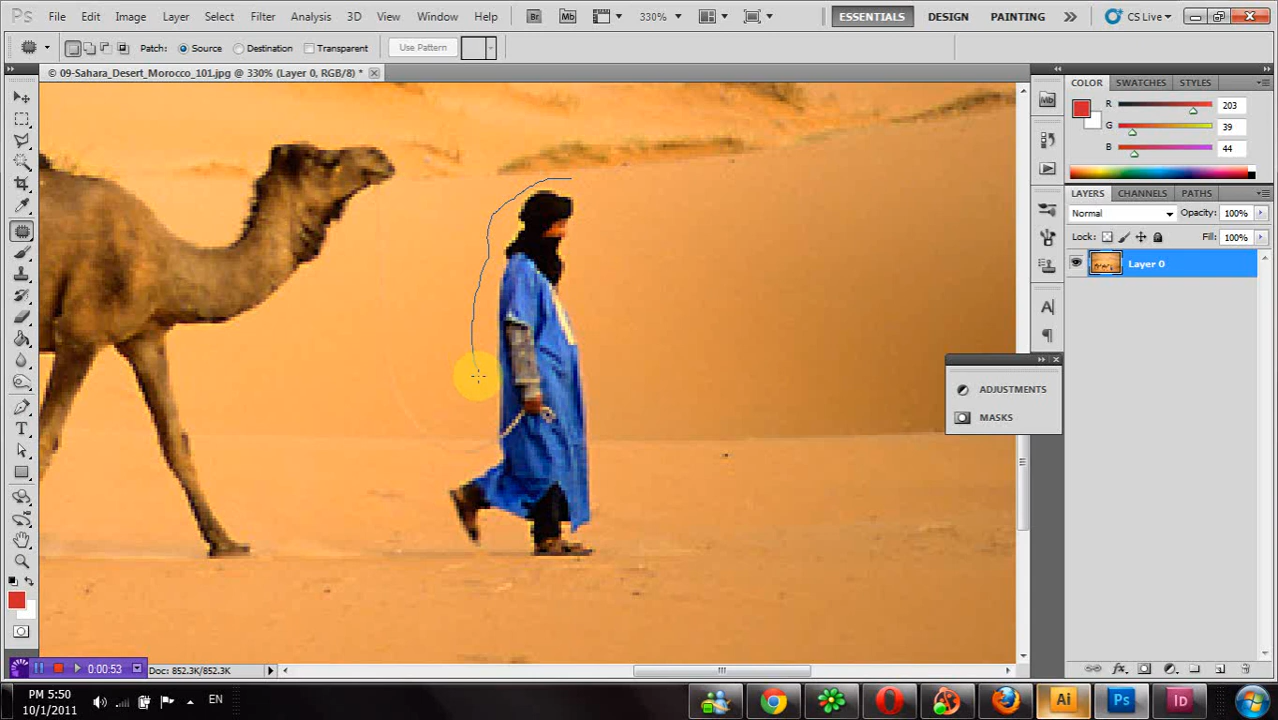 Ps File Edit Image Layer Select Filter Analysis 3D View Window Help Br Mb 330% ESSENTIALS DESIGN PAINTING CS Live
Patch: Source Destination Transparent Use Pattern
© 09-Sahara_Desert_Morocco_101.jpg @ 330% (Layer 0, RGB/8) *
COLOR SWATCHES STYLES
Mb
R 203
G 39
B 44
LAYERS CHANNELS PATHS
Normal Opacity: 100%
Lock: Fill: 100%
Layer 0
A
T
ADJUSTMENTS
MASKS
0:00:53 Doc: 852.3K/852.3K
PM 5:50
10/1/2011
EN
Ai Ps Id